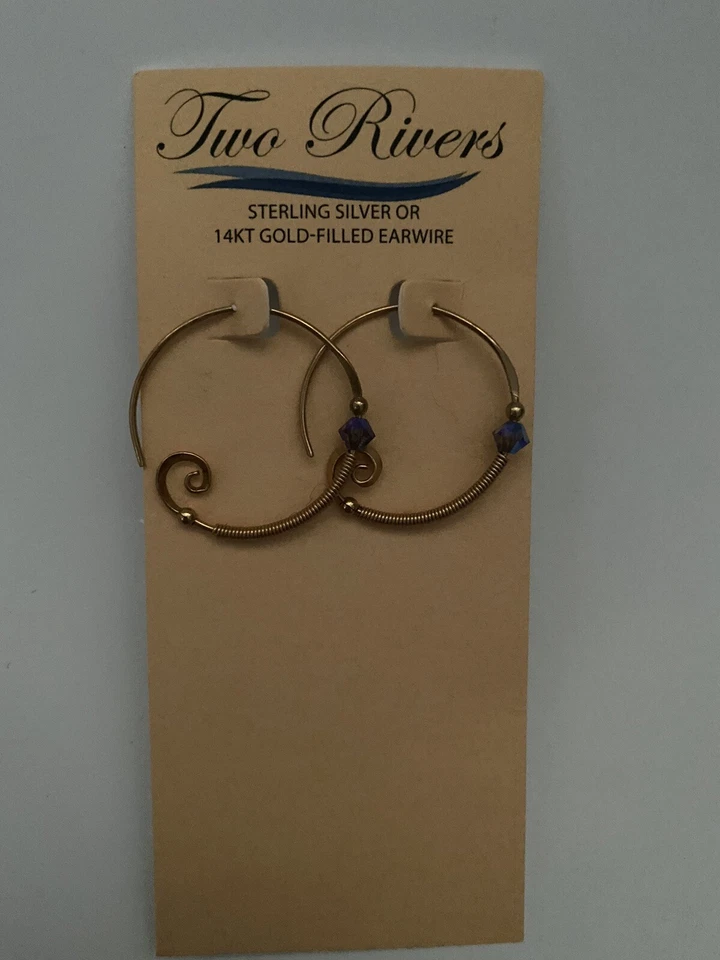 Two Rivers
STERLING SILVER OR
14KT GOLD-FILLED EARWIRE